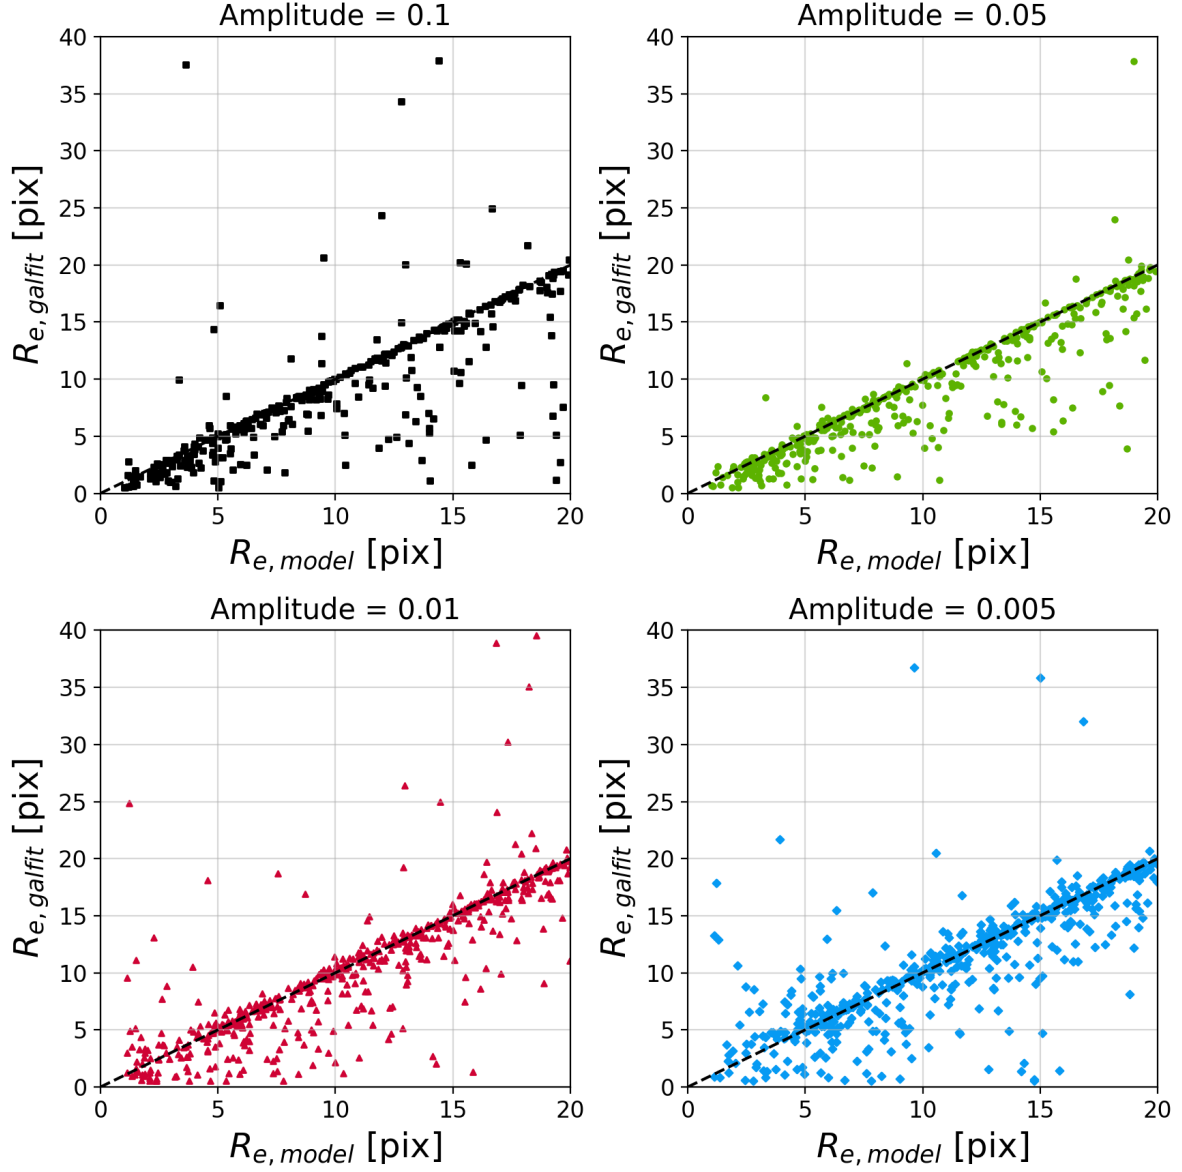 Amplitude = 0.1
40
35
30
25
20
15
10
5
0
0 5 10 15 20
R_{e, galfit} [pix]
R_{e, model} [pix]
Amplitude = 0.05
40
35
30
25
20
15
10
5
0
0 5 10 15 20
R_{e, galfit} [pix]
R_{e, model} [pix]
Amplitude = 0.01
40
35
30
25
20
15
10
5
0
0 5 10 15 20
R_{e, galfit} [pix]
R_{e, model} [pix]
Amplitude = 0.005
40
35
30
25
20
15
10
5
0
0 5 10 15 20
R_{e, galfit} [pix]
R_{e, model} [pix]